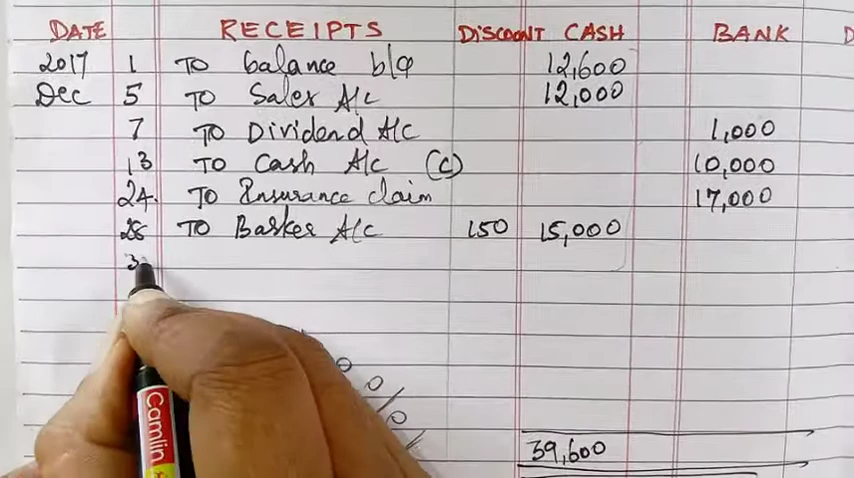 DATE RECEIPTS DISCOUNT CASH BANK D
2017 1 TO balance b/d 12,600
Dec 5 TO Sales A/c 12,000
7 TO Dividend A/c 1,000
13 TO Cash A/c (C) 10,000
24. TO Insurance claim 17,000
TO Barker A/c 150 15,000
3
39,600
Camlin